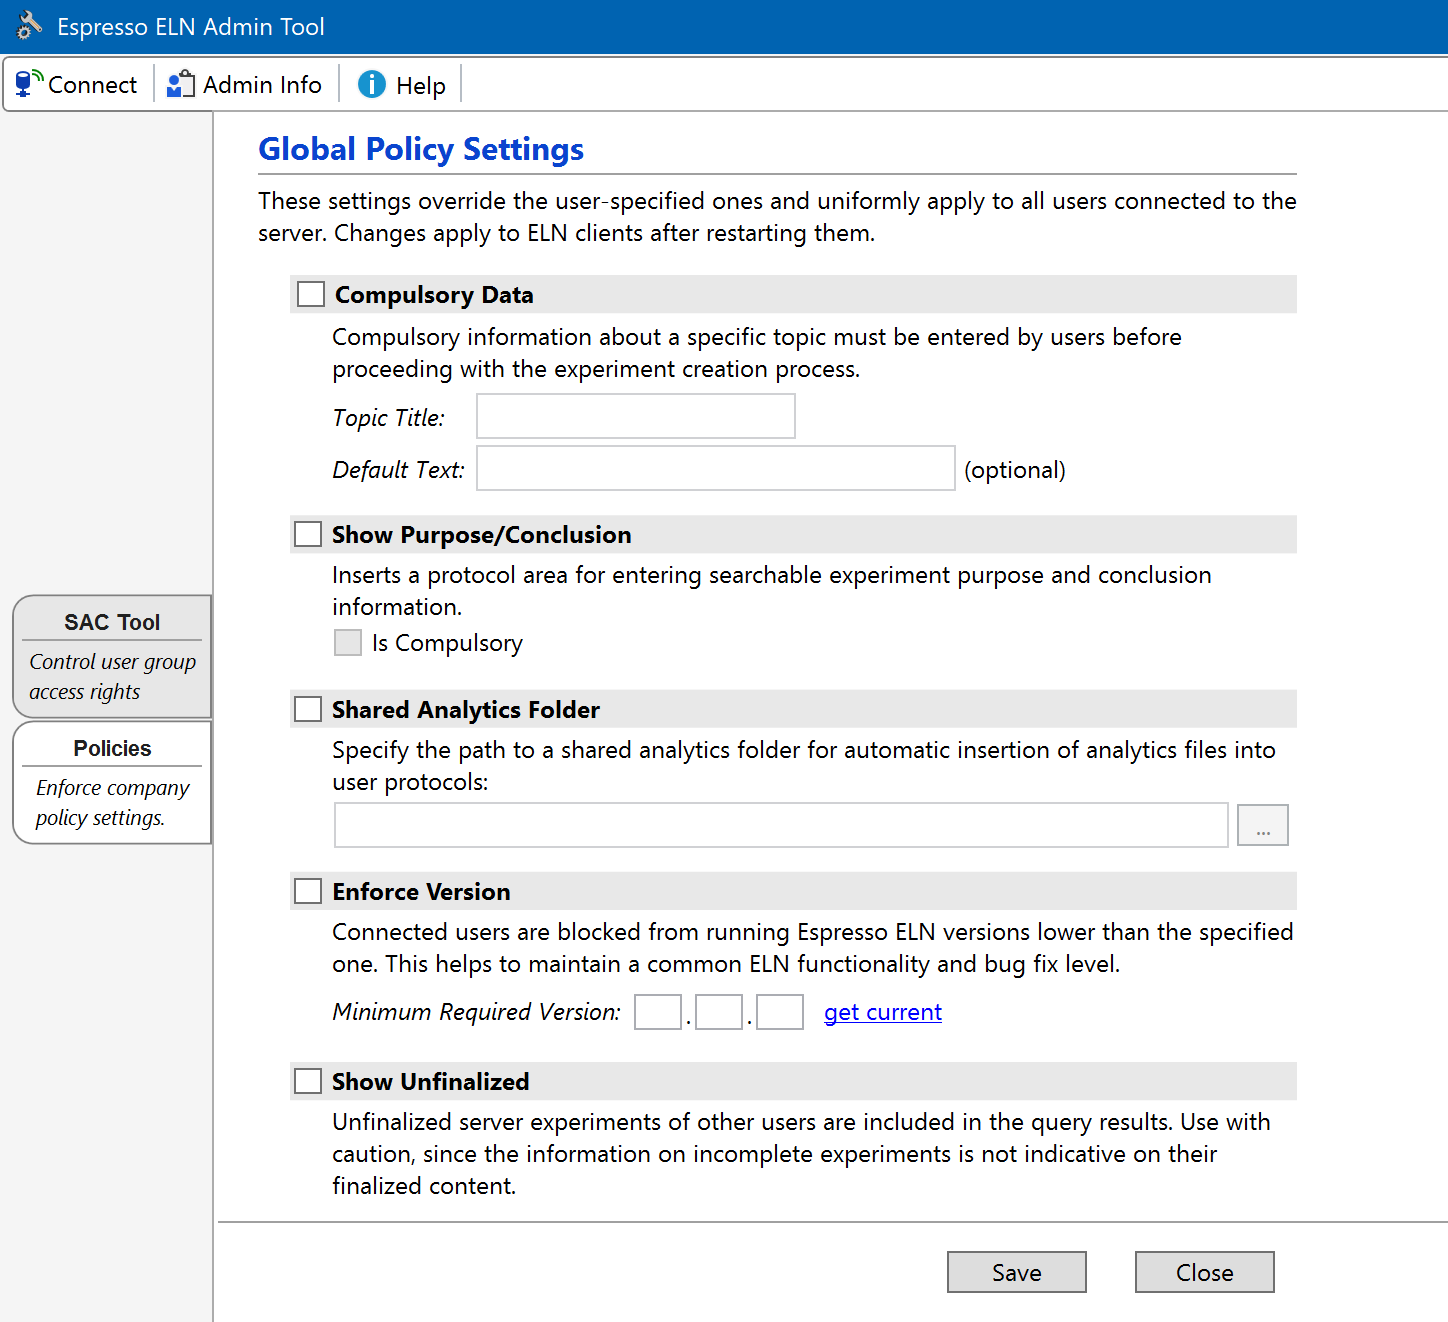 Espresso ELN Admin Tool
Connect
Admin Info
Help
Global Policy Settings
These settings override the user-specified ones and uniformly apply to all users connected to the
server. Changes apply to ELN clients after restarting them.
Compulsory Data
Compulsory information about a specific topic must be entered by users before
proceeding with the experiment creation process.
Topic Title:
Default Text:
(optional)
Show Purpose/Conclusion
Inserts a protocol area for entering searchable experiment purpose and conclusion
information.
Is Compulsory
SAC Tool
Control user group
access rights
Policies
Enforce company
policy settings.
Shared Analytics Folder
Specify the path to a shared analytics folder for automatic insertion of analytics files into
user protocols:
...
Enforce Version
Connected users are blocked from running Espresso ELN versions lower than the specified
one. This helps to maintain a common ELN functionality and bug fix level.
Minimum Required Version: . . get current
Show Unfinalized
Unfinalized server experiments of other users are included in the query results. Use with
caution, since the information on incomplete experiments is not indicative on their
finalized content.
Save
Close